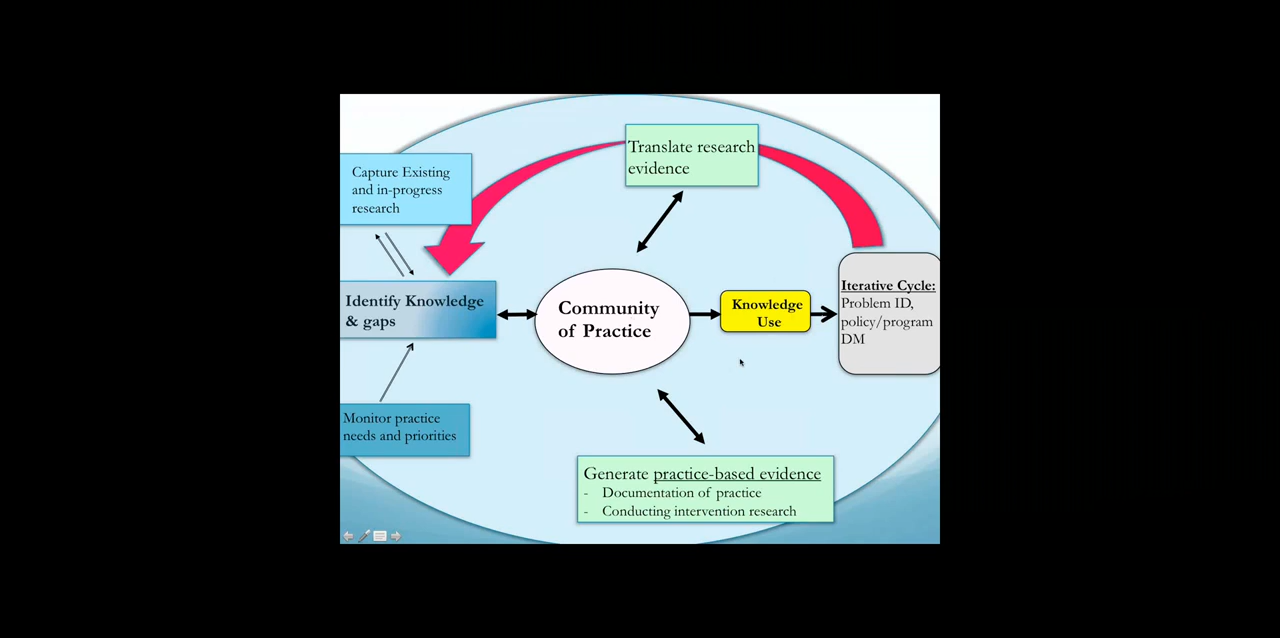 Translate research
evidence
Capture Existing
and in-progress
research
Identify Knowledge
& gaps
Community
of Practice
Knowledge
Use
Iterative Cycle:
Problem ID,
policy/program
DM
Monitor practice
needs and priorities
Generate practice-based evidence
- Documentation of practice
- Conducting intervention research